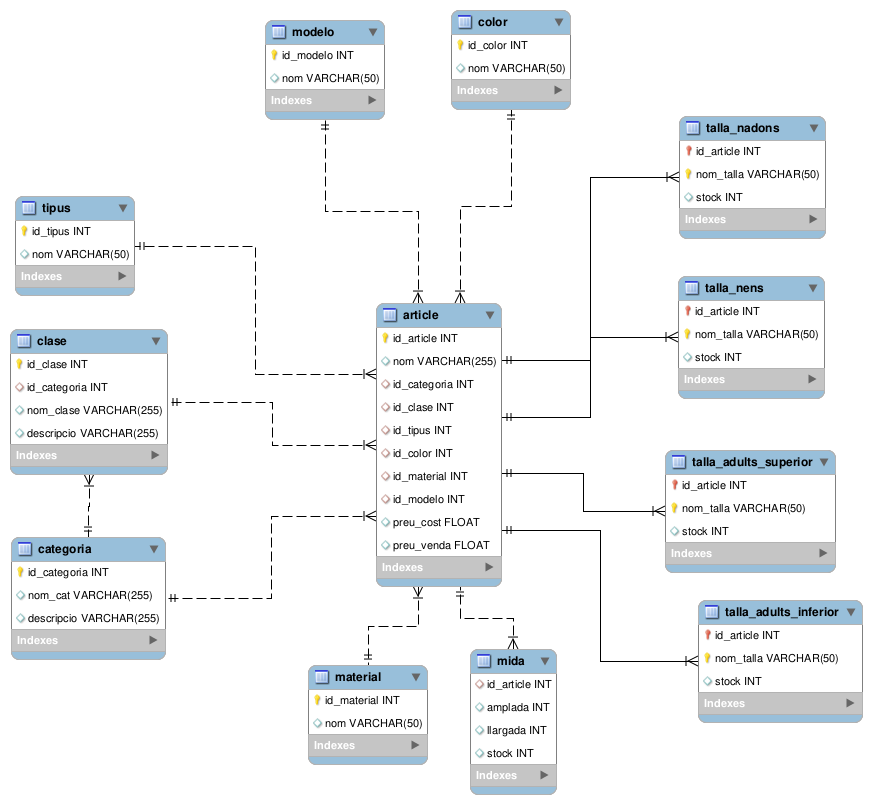 modelo
id_modelo INT
nom VARCHAR(50)
Indexes
color
id_color INT
nom VARCHAR(50)
Indexes
talla_nadons
id_article INT
nom_talla VARCHAR(50)
stock INT
Indexes
tipus
id_tipus INT
nom VARCHAR(50)
Indexes
talla_nens
id_article INT
nom_talla VARCHAR(50)
stock INT
Indexes
clase
id_clase INT
id_categoria INT
nom_clase VARCHAR(255)
descripcio VARCHAR(255)
Indexes
article
id_article INT
nom VARCHAR(255)
id_categoria INT
id_clase INT
id_tipus INT
id_color INT
id_material INT
id_modelo INT
preu_cost FLOAT
preu_venda FLOAT
Indexes
talla_adults_superior
id_article INT
nom_talla VARCHAR(50)
stock INT
Indexes
categoria
id_categoria INT
nom_cat VARCHAR(255)
descripcio VARCHAR(255)
Indexes
talla_adults_inferior
id_article INT
nom_talla VARCHAR(50)
stock INT
Indexes
material
id_material INT
nom VARCHAR(50)
Indexes
mida
id_article INT
amplada INT
llargada INT
stock INT
Indexes